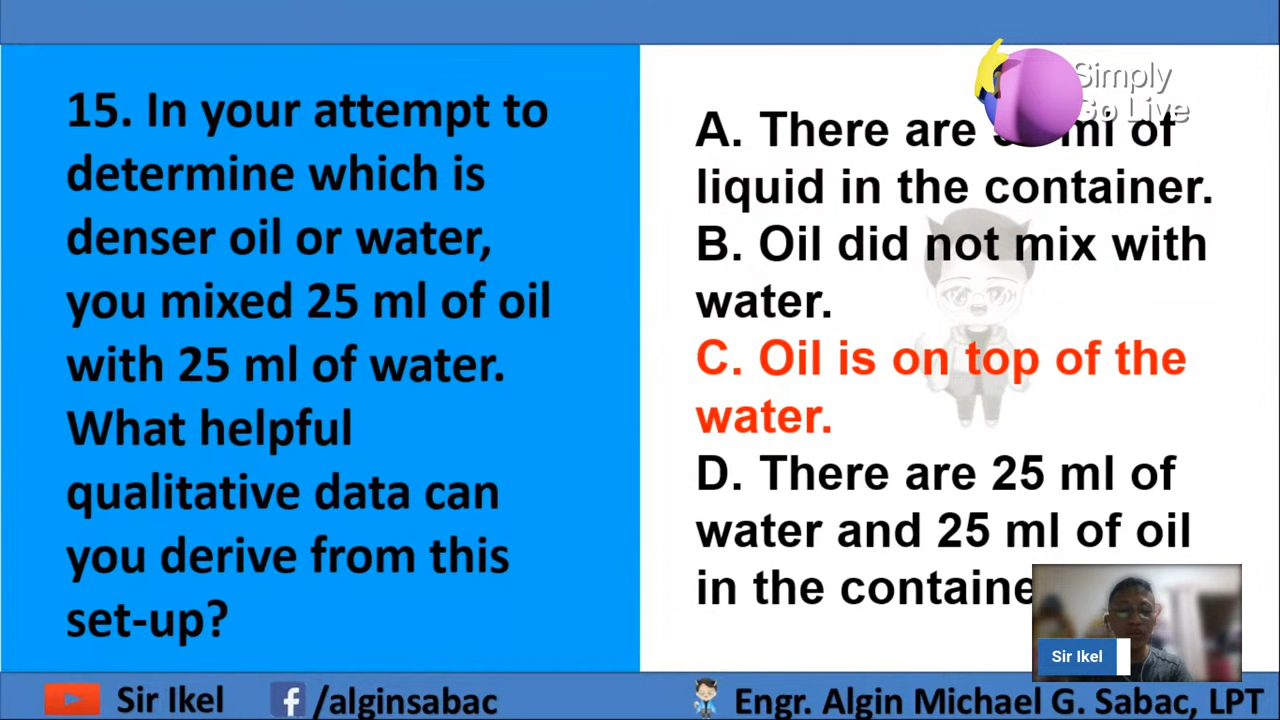 15. In your attempt to
determine which is
denser oil or water,
you mixed 25 ml of oil
with 25 ml of water.
What helpful
qualitative data can
you derive from this
set-up?
Simply
Go Live
A. There are ml of
liquid in the container.
B. Oil did not mix with
water.
C. Oil is on top of the
water.
D. There are 25 ml of
water and 25 ml of oil
in the
Sir Ikel
Sir Ikel
/alginsabac
Engr. Algin Michael G. Sabac, LPT